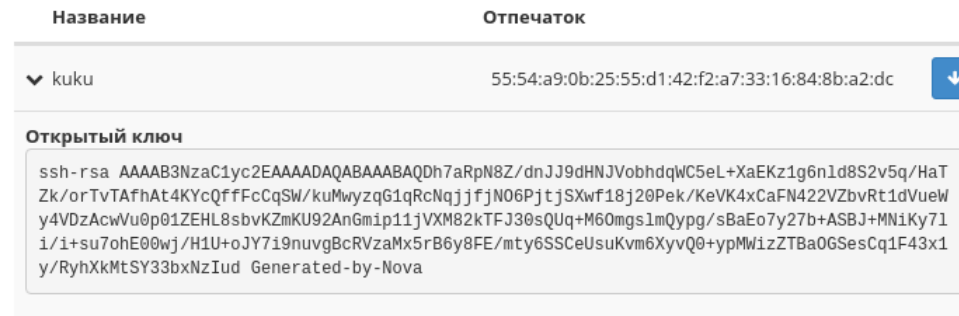 Название Отпечаток
kuku 55:54:a9:0b:25:55:d1:42:f2:a7:33:16:84:8b:a2:dc
Открытый ключ
ssh-rsa AAAAB3NzaC1yc2EAAAADAQABAAABAQDh7aRpN8Z/dnJJ9dHNJVobhdqWC5eL+XaEKz1g6nld8S2v5q/HaT
Zk/orTvTAfhAt4KYcQffFcCqSW/kuMwyzqG1qRcNqjjfjNO6PjtjSXwf18j20Pek/KeVK4xCaFN422VZbvRt1dVueW
y4VDzAcwVu0p01ZEHL8sbvKZmKU92AnGmip11jVXM82kTFJ30sQUq+M6OmgslmQypg/sBaEo7y27b+ASBJ+MNiKy7l
i/i+su7ohE00wj/H1U+oJY7i9nuvgBcRVzaMx5rB6y8FE/mty6SSCeUsuKvm6XyvQ0+ypMWizZTBaOGSesCq1F43x1
y/RyhXkMtSY33bxNzIud Generated-by-Nova